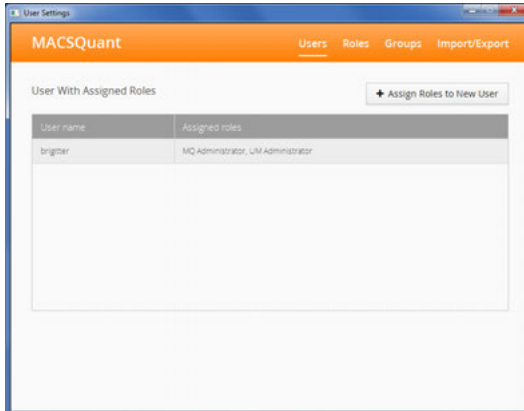 User Settings
MACSQuant Users Roles Groups Import/Export
User With Assigned Roles + Assign Roles to New User
User name Assigned roles
brigitter MQ Administrator, UM Administrator